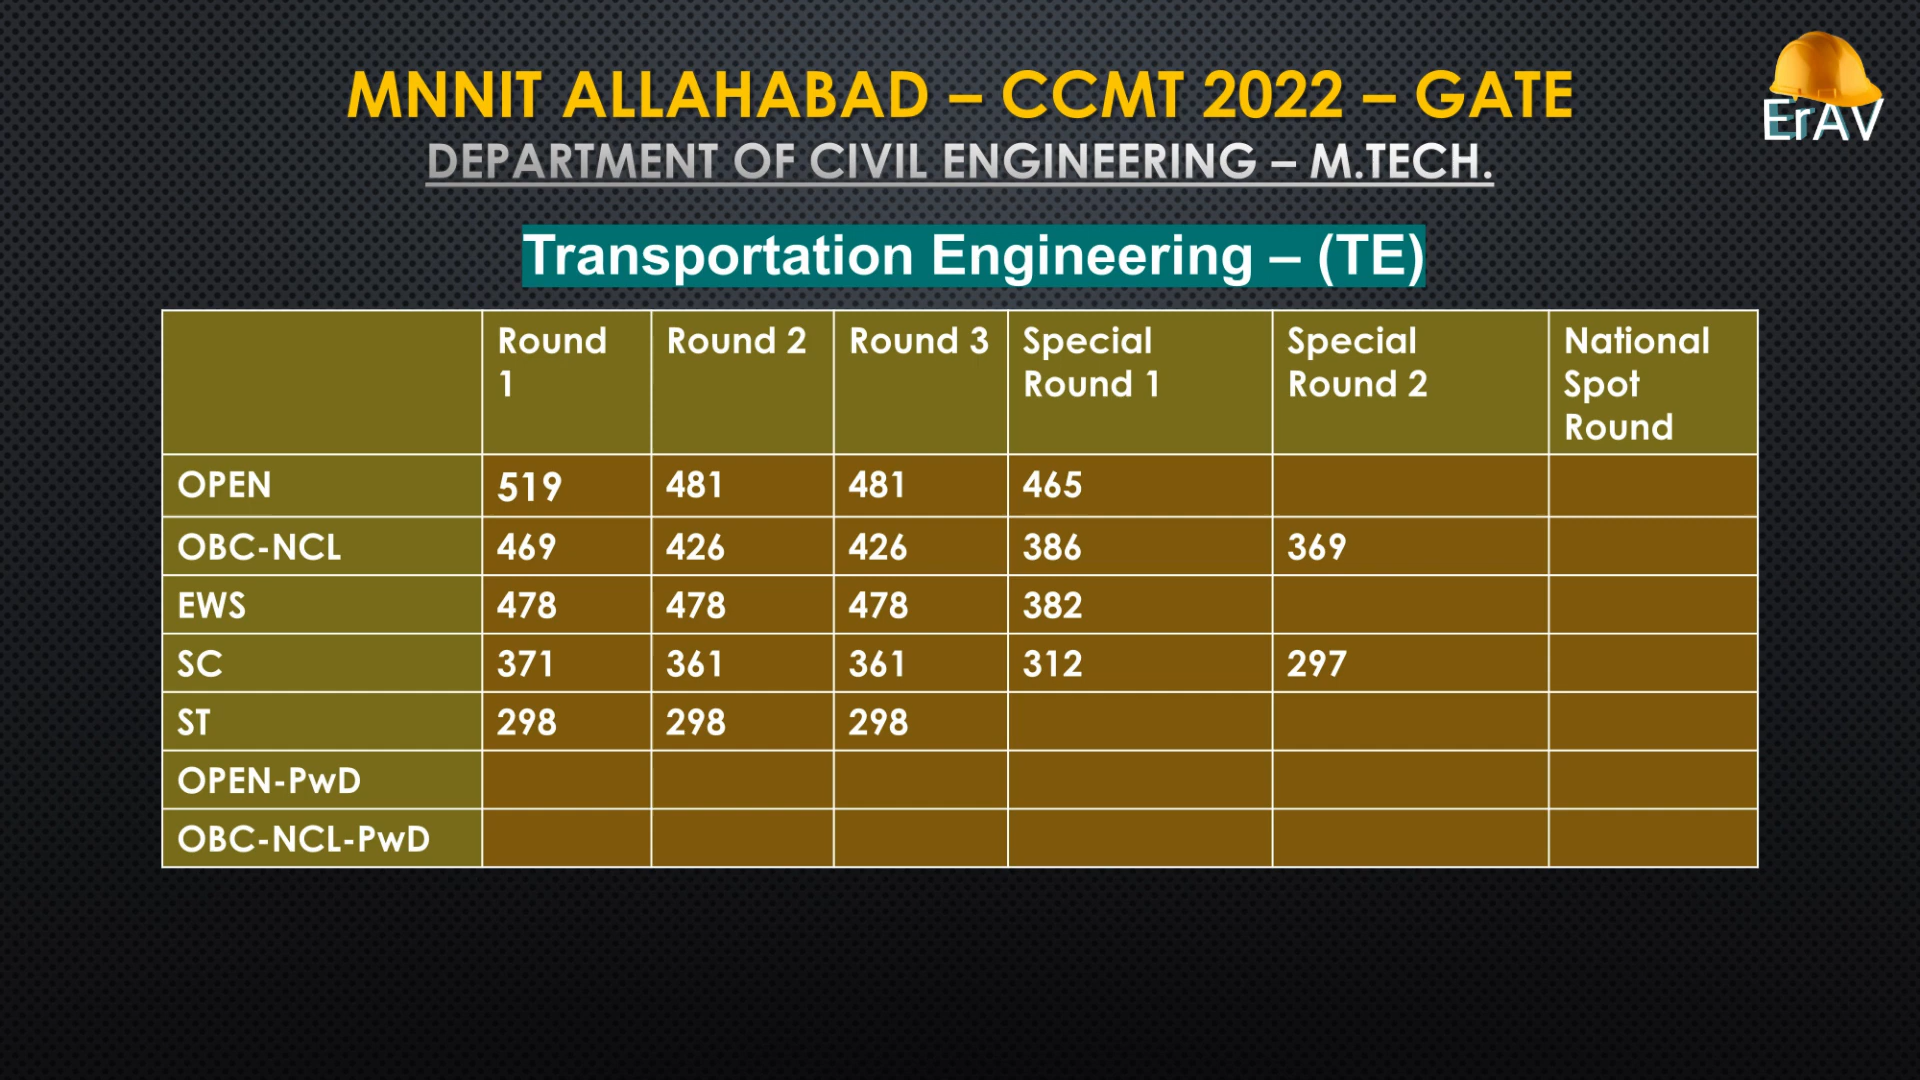 MNNIT ALLAHABAD – CCMT 2022 – GATE
ErAV
DEPARTMENT OF CIVIL ENGINEERING – M.TECH.
Transportation Engineering – (TE)
Round 1 Round 2 Round 3 Special Round 1 Special Round 2 National Spot Round
OPEN 519 481 481 465
OBC-NCL 469 426 426 386 369
EWS 478 478 478 382
SC 371 361 361 312 297
ST 298 298 298
OPEN-PwD
OBC-NCL-PwD